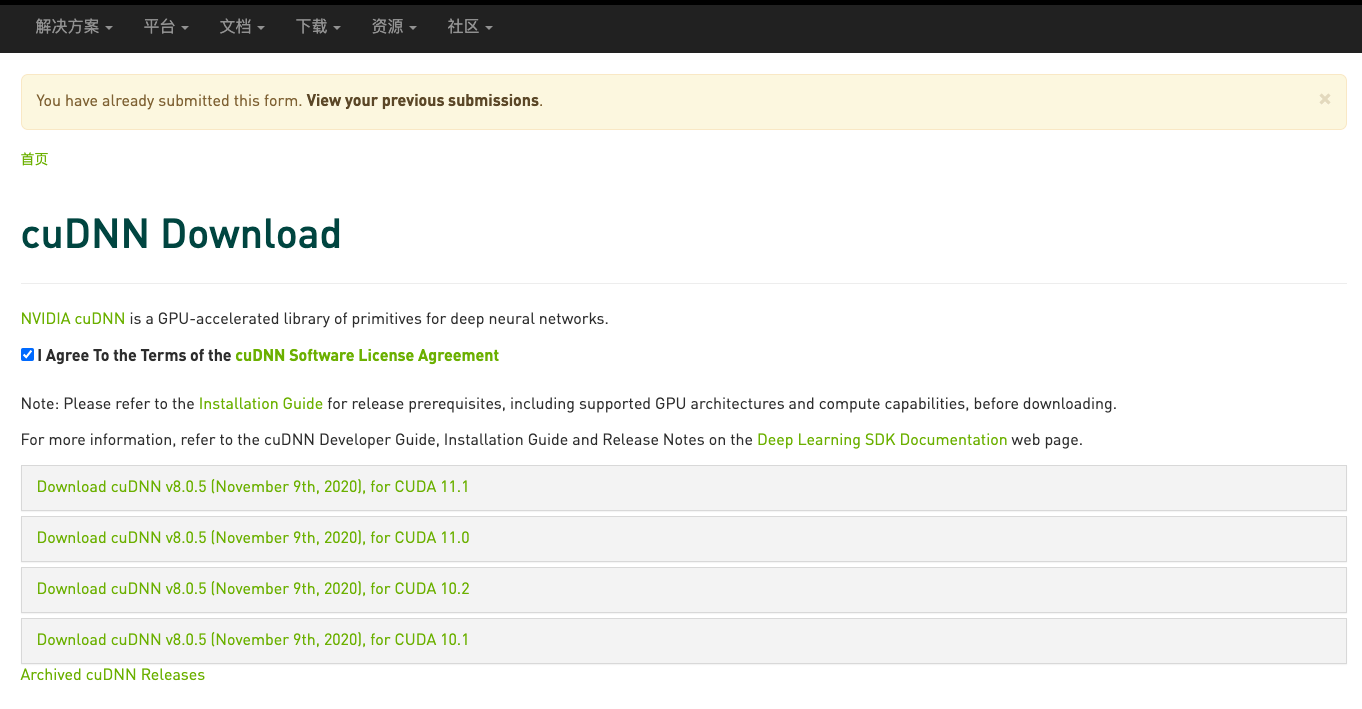 解决方案 平台 文档 下载 资源 社区
You have already submitted this form. View your previous submissions. ×
首页
cuDNN Download
NVIDIA cuDNN is a GPU-accelerated library of primitives for deep neural networks.
I Agree To the Terms of the cuDNN Software License Agreement
Note: Please refer to the Installation Guide for release prerequisites, including supported GPU architectures and compute capabilities, before downloading.
For more information, refer to the cuDNN Developer Guide, Installation Guide and Release Notes on the Deep Learning SDK Documentation web page.
Download cuDNN v8.0.5 (November 9th, 2020), for CUDA 11.1
Download cuDNN v8.0.5 (November 9th, 2020), for CUDA 11.0
Download cuDNN v8.0.5 (November 9th, 2020), for CUDA 10.2
Download cuDNN v8.0.5 (November 9th, 2020), for CUDA 10.1
Archived cuDNN Releases